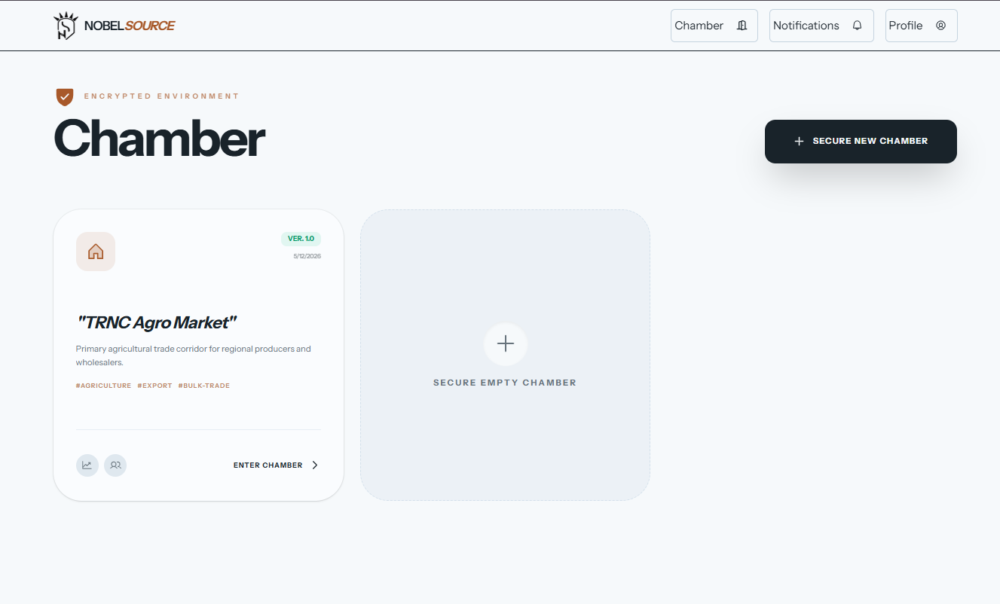 NOBELSOURCE
Chamber
Notifications
Profile
ENCRYPTED ENVIRONMENT
Chamber
SECURE NEW CHAMBER
VER. 1.0
5/12/2026
"TRNC Agro Market"
Primary agricultural trade corridor for regional producers and
wholesalers.
#AGRICULTURE #EXPORT #BULK-TRADE
ENTER CHAMBER
SECURE EMPTY CHAMBER